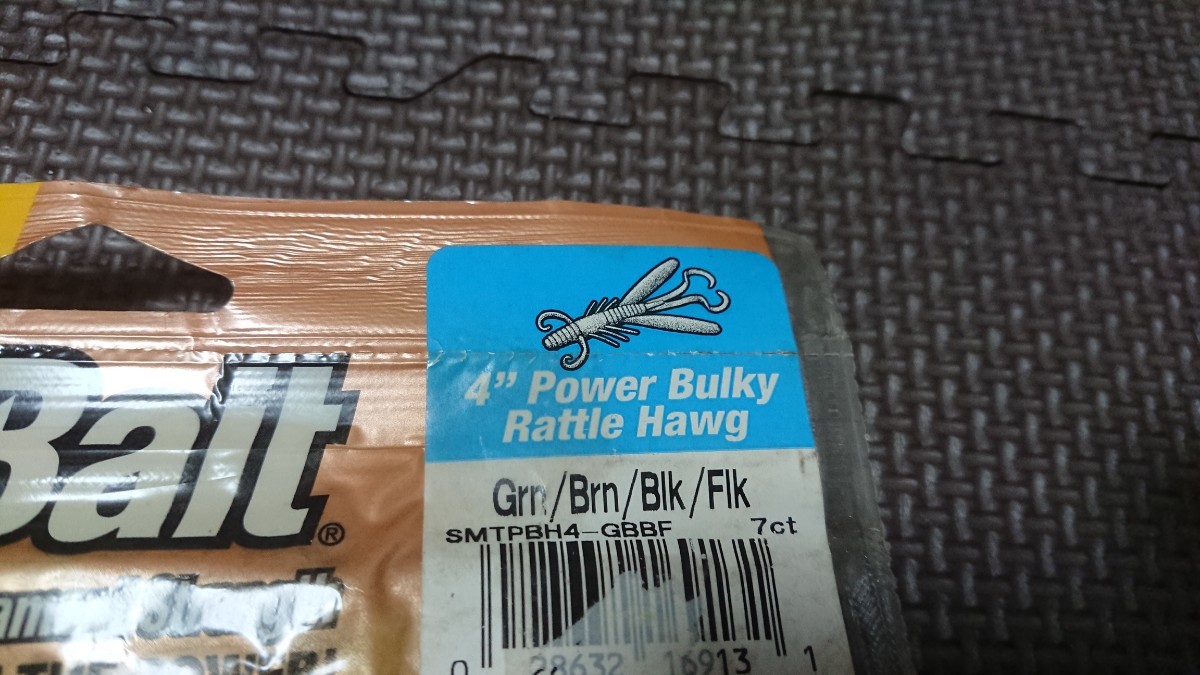 Bait®
4” Power Bulky
Rattle Hawg
Grn/Brn/Blk/Flk
SMTPBH4-GBBF 7ct
0 28632 16913 1